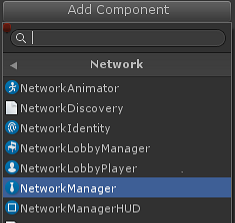 Add Component
Network
NetworkAnimator
NetworkDiscovery
NetworkIdentity
NetworkLobbyManager
NetworkLobbyPlayer
NetworkManager
NetworkManagerHUD